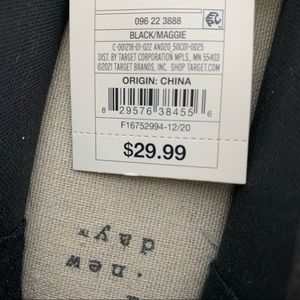 096 22 3888
BLACK/MAGGIE
C-001218-01-022 AND20_50C01-0025
DIST. BY TARGET CORPORATION MPLS., MN 55403
©2021 TARGET BRANDS, INC. SHOP TARGET.COM
ORIGIN: CHINA
8 29576 38455 6
F16752994-12/20
$29.99
a new
day™